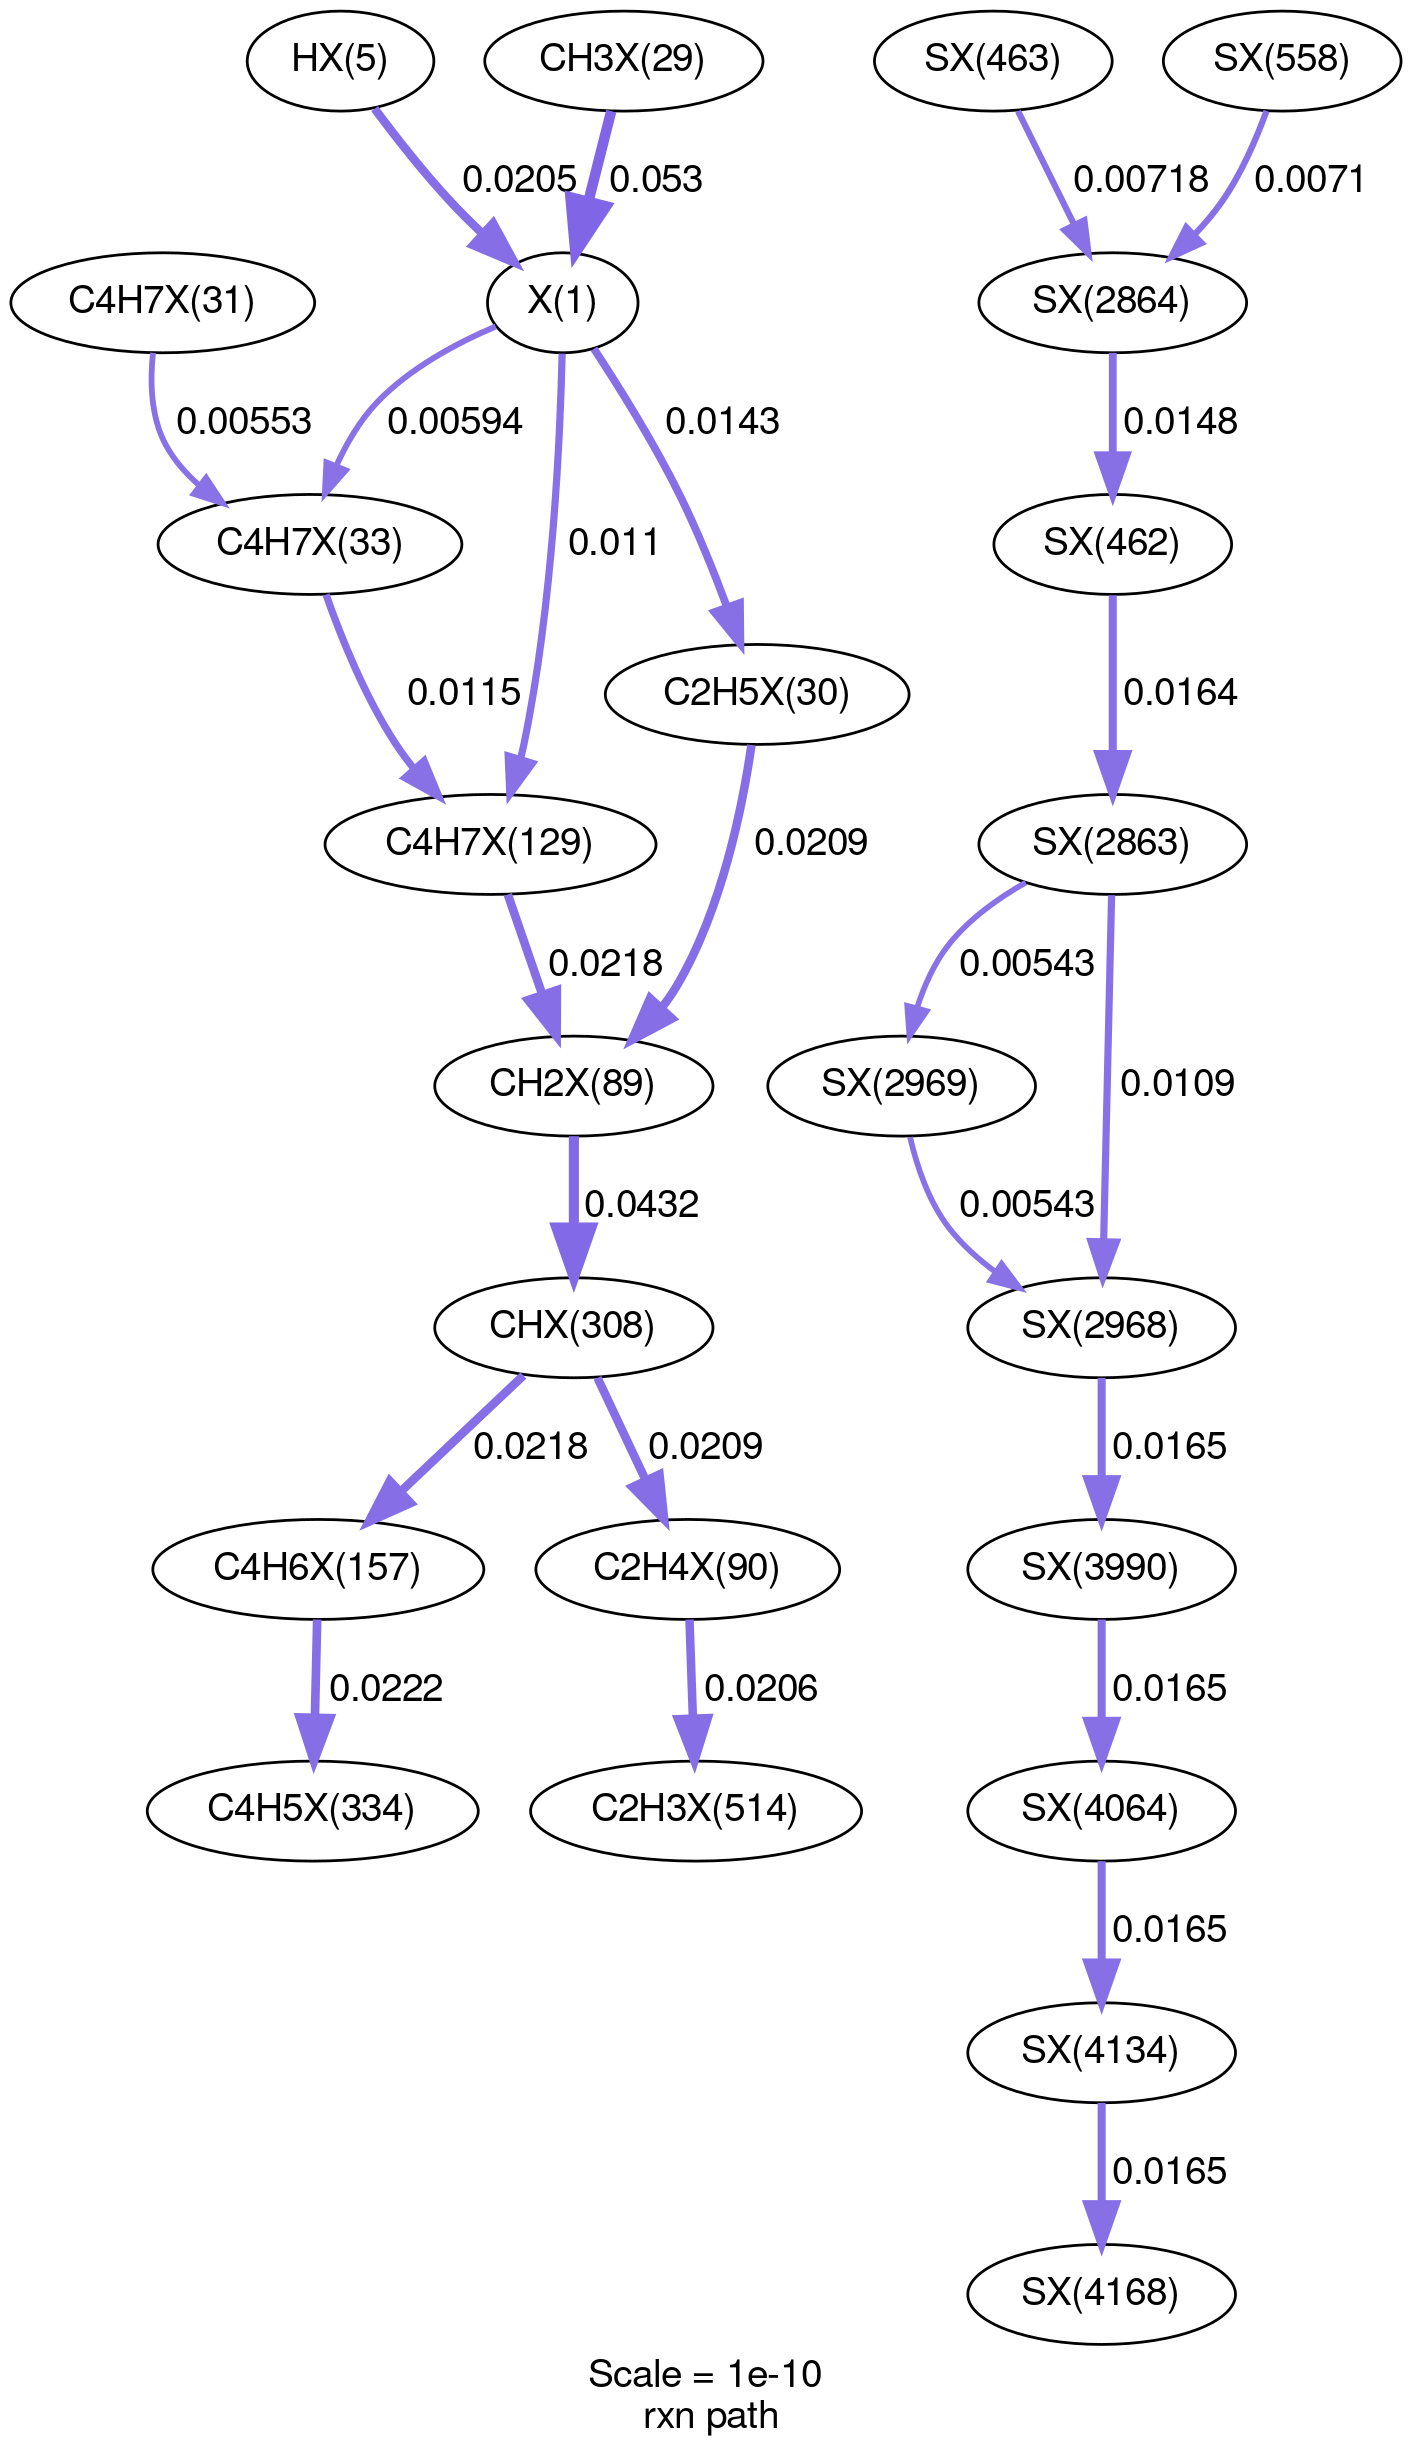 HX(5)
CH3X(29)
SX(463)
SX(558)
0.0205
0.053
0.00718
0.0071
C4H7X(31)
X(1)
SX(2864)
0.00553
0.00594
0.0143
0.0148
C4H7X(33)
0.011
SX(462)
0.0115
C2H5X(30)
0.0164
C4H7X(129)
0.0209
SX(2863)
0.0218
0.00543
CH2X(89)
SX(2969)
0.0109
0.0432
0.00543
CHX(308)
SX(2968)
0.0218
0.0209
0.0165
C4H6X(157)
C2H4X(90)
SX(3990)
0.0222
0.0206
0.0165
C4H5X(334)
C2H3X(514)
SX(4064)
0.0165
SX(4134)
0.0165
SX(4168)
Scale = 1e-10
rxn path